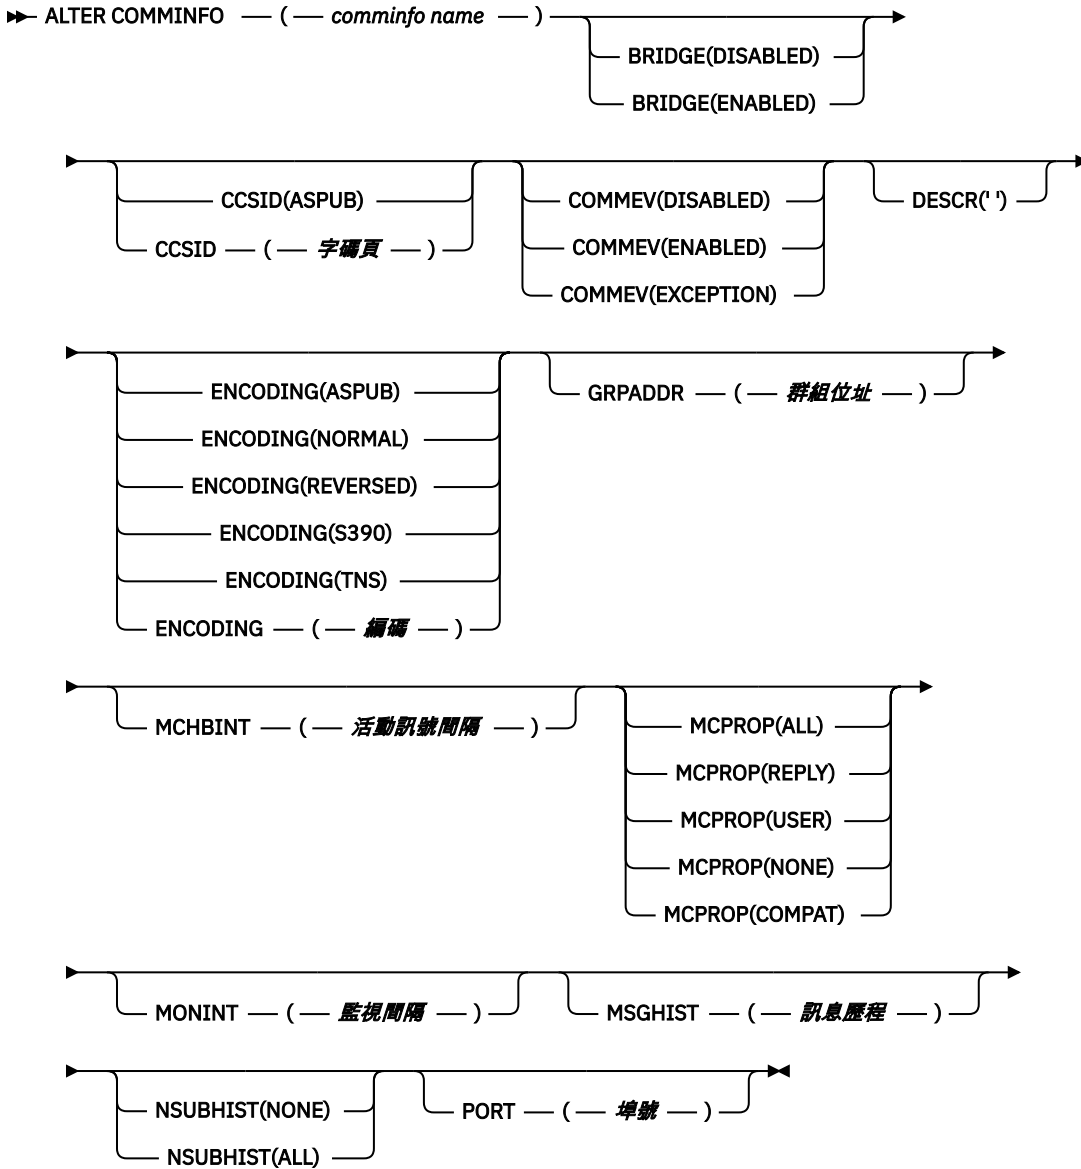 ALTER COMMINFO ( comminfo name )
BRIDGE(DISABLED)
BRIDGE(ENABLED)
CCSID(ASPUB)
CCSID ( 字碼頁 )
COMMEV(DISABLED)
COMMEV(ENABLED)
COMMEV(EXCEPTION)
DESCR(' ')
ENCODING(ASPUB)
ENCODING(NORMAL)
ENCODING(REVERSED)
ENCODING(S390)
ENCODING(TNS)
ENCODING ( 編碼 )
GRPADDR ( 群組位址 )
MCHBINT ( 活動訊號間隔 )
MCPROP(ALL)
MCPROP(REPLY)
MCPROP(USER)
MCPROP(NONE)
MCPROP(COMPAT)
MONINT ( 監視間隔 )
MSGHIST ( 訊息歷程 )
NSUBHIST(NONE)
NSUBHIST(ALL)
PORT ( 埠號 )